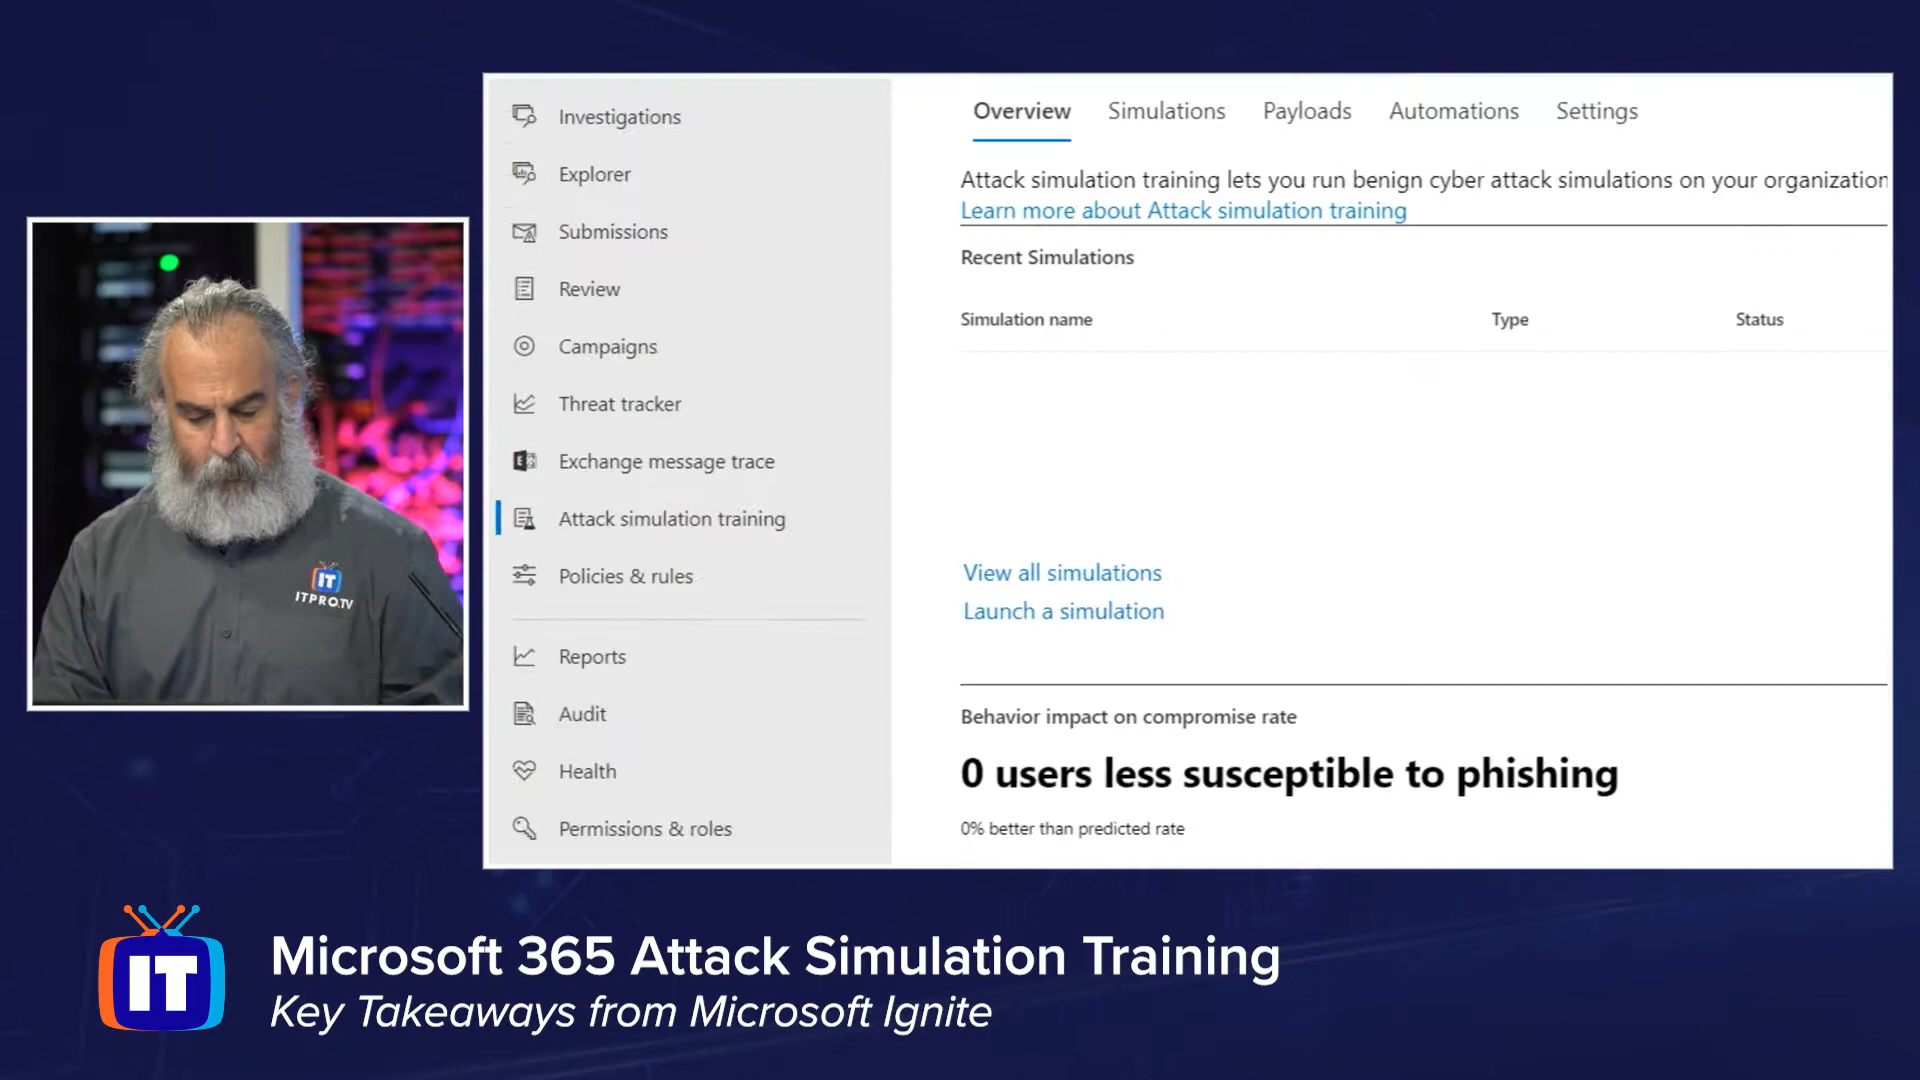 Investigations
Explorer
Submissions
Review
Campaigns
Threat tracker
Exchange message trace
Attack simulation training
Policies & rules
Reports
Audit
Health
Permissions & roles
Overview Simulations Payloads Automations Settings
Attack simulation training lets you run benign cyber attack simulations on your organization
Learn more about Attack simulation training
Recent Simulations
Simulation name Type Status
View all simulations
Launch a simulation
Behavior impact on compromise rate
0 users less susceptible to phishing
0% better than predicted rate
IT
ITPRO.TV
IT
Microsoft 365 Attack Simulation Training
Key Takeaways from Microsoft Ignite